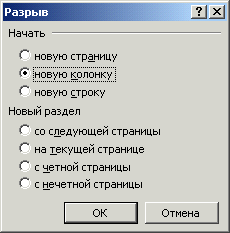 Разрыв
Начать
новую страницу
новую колонку
новую строку
Новый раздел
со следующей страницы
на текущей странице
с четной страницы
с нечетной страницы
ОК
Отмена